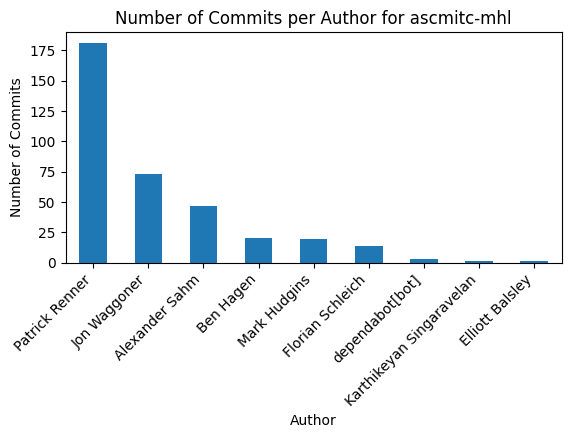 Number of Commits per Author for ascmitc-mhl
Number of Commits
175
150
125
100
75
50
25
0
Patrick Renner
Jon Waggoner
Alexander Sahm
Ben Hagen
Mark Hudgins
Florian Schleich
dependabot[bot]
Karthikeyan Singaravelan
Elliott Balsley
Author